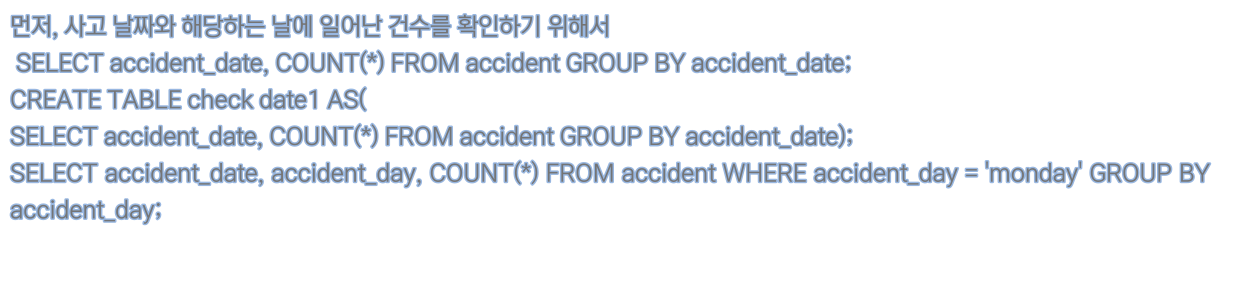 먼저, 사고 날짜와 해당하는 날에 일어난 건수를 확인하기 위해서
SELECT accident_date, COUNT(*) FROM accident GROUP BY accident_date;
CREATE TABLE check date1 AS(
SELECT accident_date, COUNT(*) FROM accident GROUP BY accident_date);
SELECT accident_date, accident_day, COUNT(*) FROM accident WHERE accident_day = 'monday' GROUP BY
accident_day;